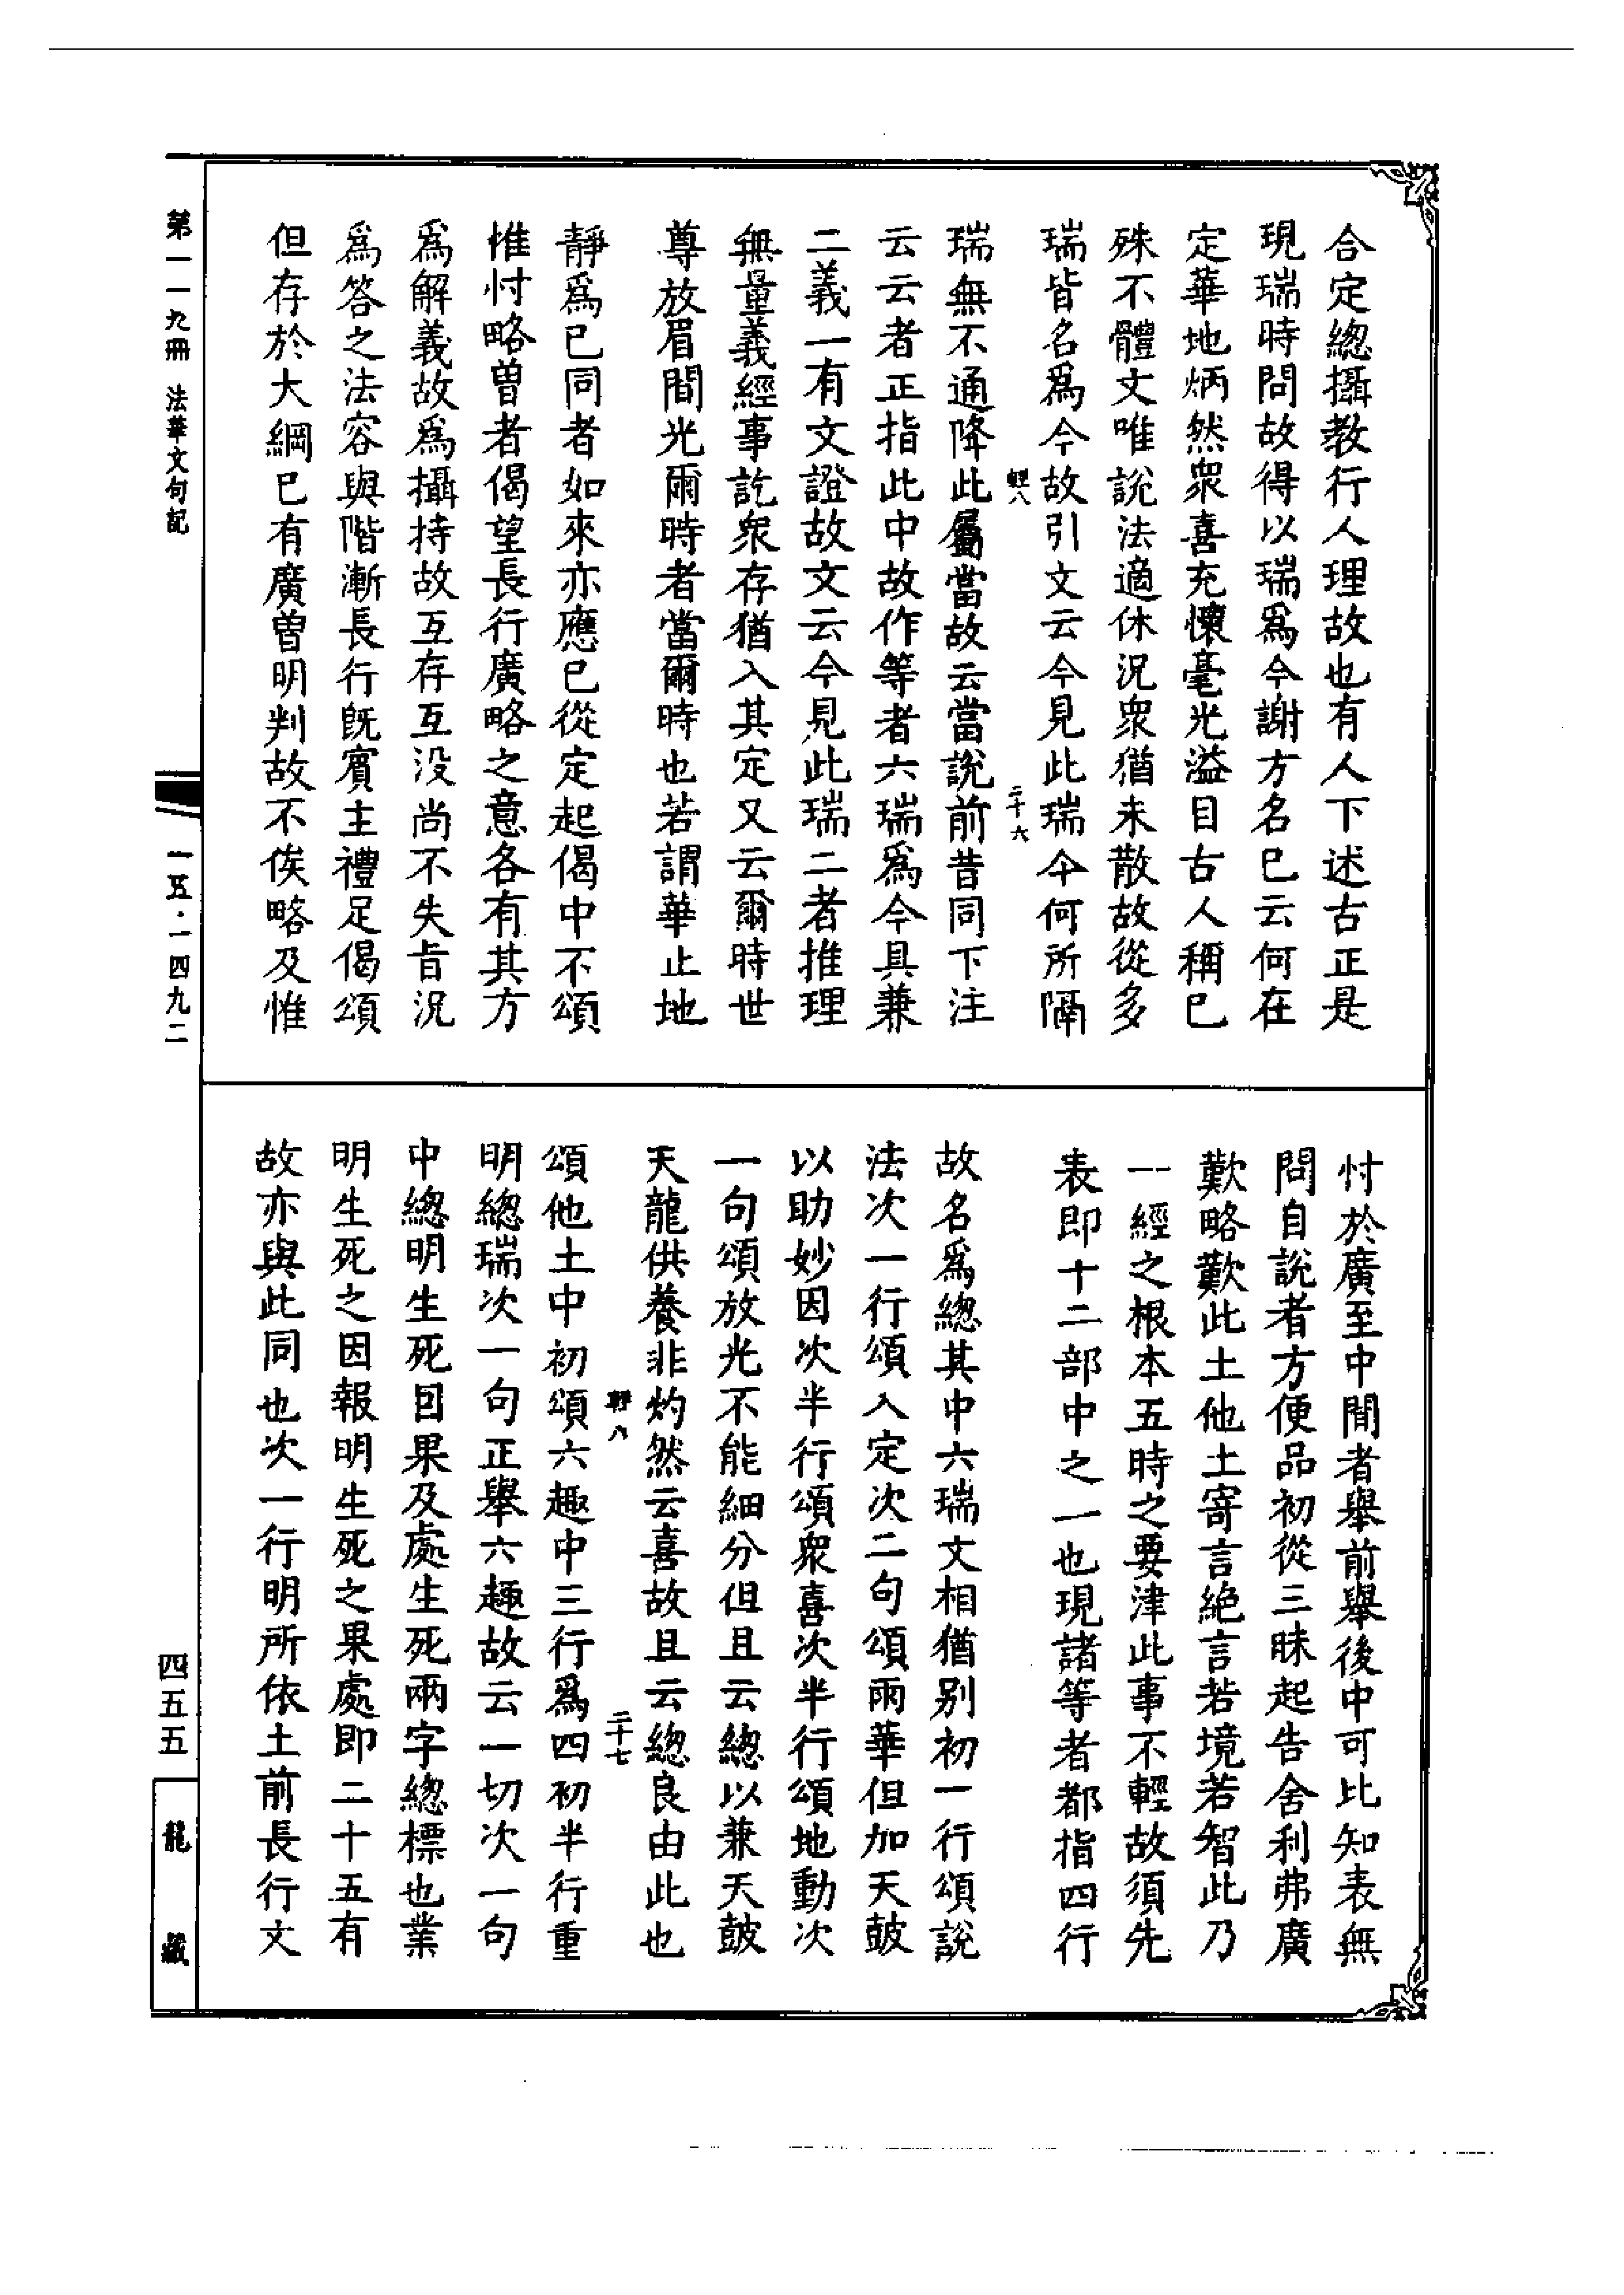 合定總攝教行人理故也有人下述古正是
現瑞時問故得以瑞爲今謝方名已云何在
定華地炳然衆喜充懷毫光溢目古人稱已
殊不體文唯說法適休況衆猶未散故從多
瑞皆名爲今故引文云今見此瑞今何所隔
輕八
二十六
瑞無不通降此屬當故云當說前昔同下注
云云者正指此中故作等者六瑞爲今具兼
二義一有文證故文云今見此瑞二者推理
無量義經事訖衆存猶入其定又云爾時世
尊放眉間光爾時者當爾時也若謂華止地
靜爲已同者如來亦應已從定起偈中不頌
惟忖略曽者偈望長行廣略之意各有其方
爲解義故爲攝持故互存互没尚不失旨況
爲答之法容與階漸長行旣賓主禮足偈頌
但存於大綱已有廣曽明判故不俟略及惟
忖於廣至中間者舉前舉後中可比知表無
問自說者方便品初從三昧起告舍利弗廣
歎略歎此土他土寄言絶言若境若智此乃
一經之根本五時之要津此事不輕故須先
表即十二部中之一也現諸等者都指四行
故名爲總其中六瑞文相猶别初一行頌說
法次一行頌入定次二句頌雨華但加天鼓
以助妙因次半行頌衆喜次半行頌地動次
一句頌放光不能細分但且云總以兼天鼓
天龍供養非灼然云喜故且云總良由此也
輕八
二十七
頌他土中初頌六趣中三行爲四初半行重
明總瑞次一句正舉六趣故云一切次一句
中總明生死因果及處生死兩字總標也業
明生死之因報明生死之果處即二十五有
故亦與此同也次一行明所依土前長行文
第一一九冊 法華文句記
一五·一四九二
四五五
龍藏